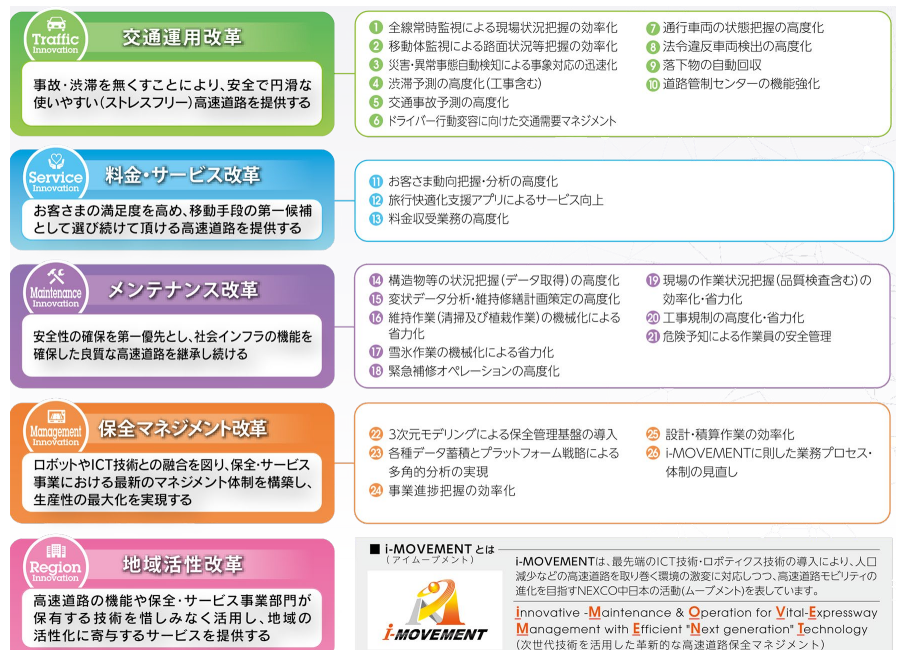 Traffic
Innovation
交通運用改革
事故・渋滞を無くすことにより、安全で円滑な
使いやすい(ストレスフリー)高速道路を提供する
1 全線常時監視による現場状況把握の効率化
2 移動体監視による路面状況等把握の効率化
3 災害・異常事態自動検知による事象対応の迅速化
4 渋滞予測の高度化(工事含む)
5 交通事故予測の高度化
6 ドライバー行動変容に向けた交通需要マネジメント
7 通行車両の状態把握の高度化
8 法令違反車両検出の高度化
9 落下物の自動回収
10 道路管制センターの機能強化
Service
Innovation
料金・サービス改革
お客さまの満足度を高め、移動手段の第一候補
として選び続けて頂ける高速道路を提供する
11 お客さま動向把握・分析の高度化
12 旅行快適化支援アプリによるサービス向上
13 料金収受業務の高度化
Maintenance
Innovation
メンテナンス改革
安全性の確保を第一優先とし、社会インフラの機能を
確保した良質な高速道路を継承し続ける
14 構造物等の状況把握(データ取得)の高度化
15 変状データ分析・維持修繕計画策定の高度化
16 維持作業(清掃及び植栽作業)の機械化による
省力化
17 雪氷作業の機械化による省力化
18 緊急補修オペレーションの高度化
19 現場の作業状況把握(品質検査含む)の
効率化・省力化
20 工事規制の高度化・省力化
21 危険予知による作業員の安全管理
Management
Innovation
保全マネジメント改革
ロボットやICT技術との融合を図り、保全・サービス
事業における最新のマネジメント体制を構築し、
生産性の最大化を実現する
22 3次元モデリングによる保全管理基盤の導入
23 各種データ蓄積とプラットフォーム戦略による
多角的分析の実現
24 事業進捗把握の効率化
25 設計・積算作業の効率化
26 i-MOVEMENTに則した業務プロセス・
体制の見直し
Region
Innovation
地域活性改革
高速道路の機能や保全・サービス事業部門が
保有する技術を惜しみなく活用し、地域の
活性化に寄与するサービスを提供する
■ i-MOVEMENT とは
(アイムーブメント)
i-MOVEMENT
i-MOVEMENTは、最先端のICT技術・ロボティクス技術の導入により、人口
減少などの高速道路を取り巻く環境の激変に対応しつつ、高速道路モビリティの
進化を目指すNEXCO中日本の活動(ムーブメント)を表しています。
innovative -Maintenance & Operation for Vital-Expressway
Management with Efficient "Next generation" Technology
(次世代技術を活用した革新的な高速道路保全マネジメント)